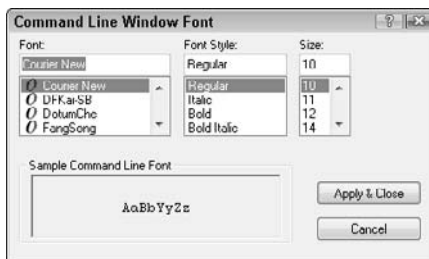 Command Line Window Font
Font: Font Style: Size:
Courier New Regular 10
Courier New Regular 10
DFKai-SB Italic 11
DotumChe Bold 12
FangSong Bold Italic 14
Sample Command Line Font
AaBbYyZz
Apply & Close
Cancel